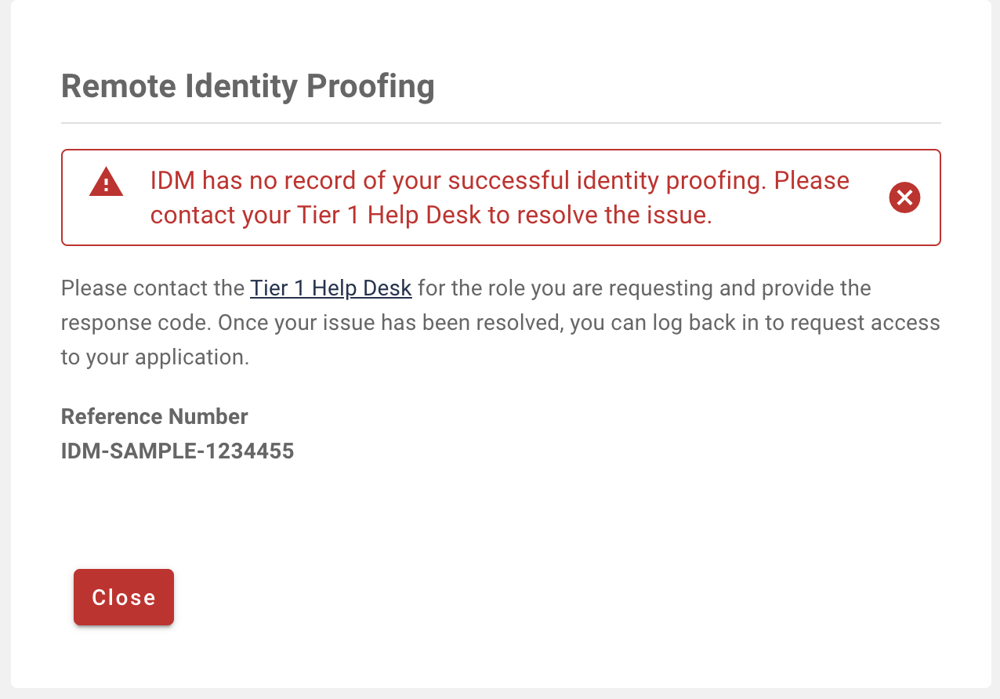 Remote Identity Proofing
IDM has no record of your successful identity proofing. Please
contact your Tier 1 Help Desk to resolve the issue.
Please contact the Tier 1 Help Desk for the role you are requesting and provide the
response code. Once your issue has been resolved, you can log back in to request access
to your application.
Reference Number
IDM-SAMPLE-1234455
Close